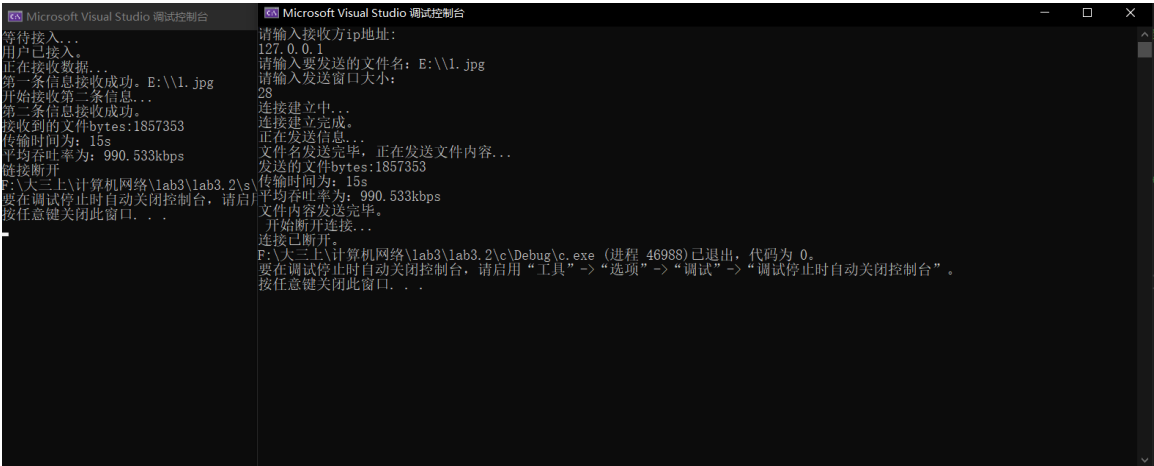 Microsoft Visual Studio 调试控制台
等待接入...
用户已接入。
正在接收数据...
第一条信息接收成功。E:\\1.jpg
开始接收第二条信息...
第二条信息接收成功。
接收到的文件bytes:1857353
传输时间为：15s
平均吞吐率为：990.533kbps
链接断开
F:\大三上\计算机网络\lab3\lab3.2\s\
要在调试停止时自动关闭控制台，请启用
按任意键关闭此窗口. . .
Microsoft Visual Studio 调试控制台
请输入接收方ip地址:
127.0.0.1
请输入要发送的文件名：E:\\1.jpg
请输入发送窗口大小：
28
连接建立中...
连接建立完成。
正在发送信息...
文件名发送完毕，正在发送文件内容...
发送的文件bytes:1857353
传输时间为：15s
平均吞吐率为：990.533kbps
文件内容发送完毕。
开始断开连接...
连接已断开。
F:\大三上\计算机网络\lab3\lab3.2\c\Debug\c.exe (进程 46988)已退出，代码为 0。
要在调试停止时自动关闭控制台，请启用“工具”->“选项”->“调试”->“调试停止时自动关闭控制台”。
按任意键关闭此窗口. . .